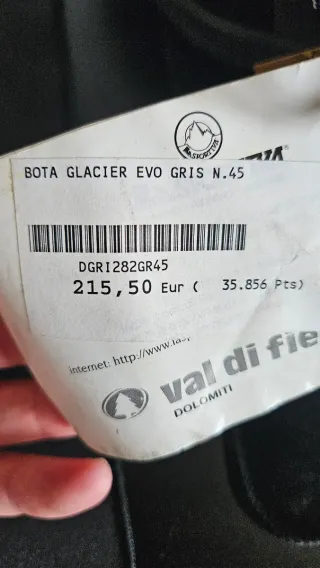 BOTA GLACIER EVO GRIS N.45
DGRI282GR45
215,50 Eur ( 35.856 Pts)
internet: http://www.las
val di fie
DOLOMITI